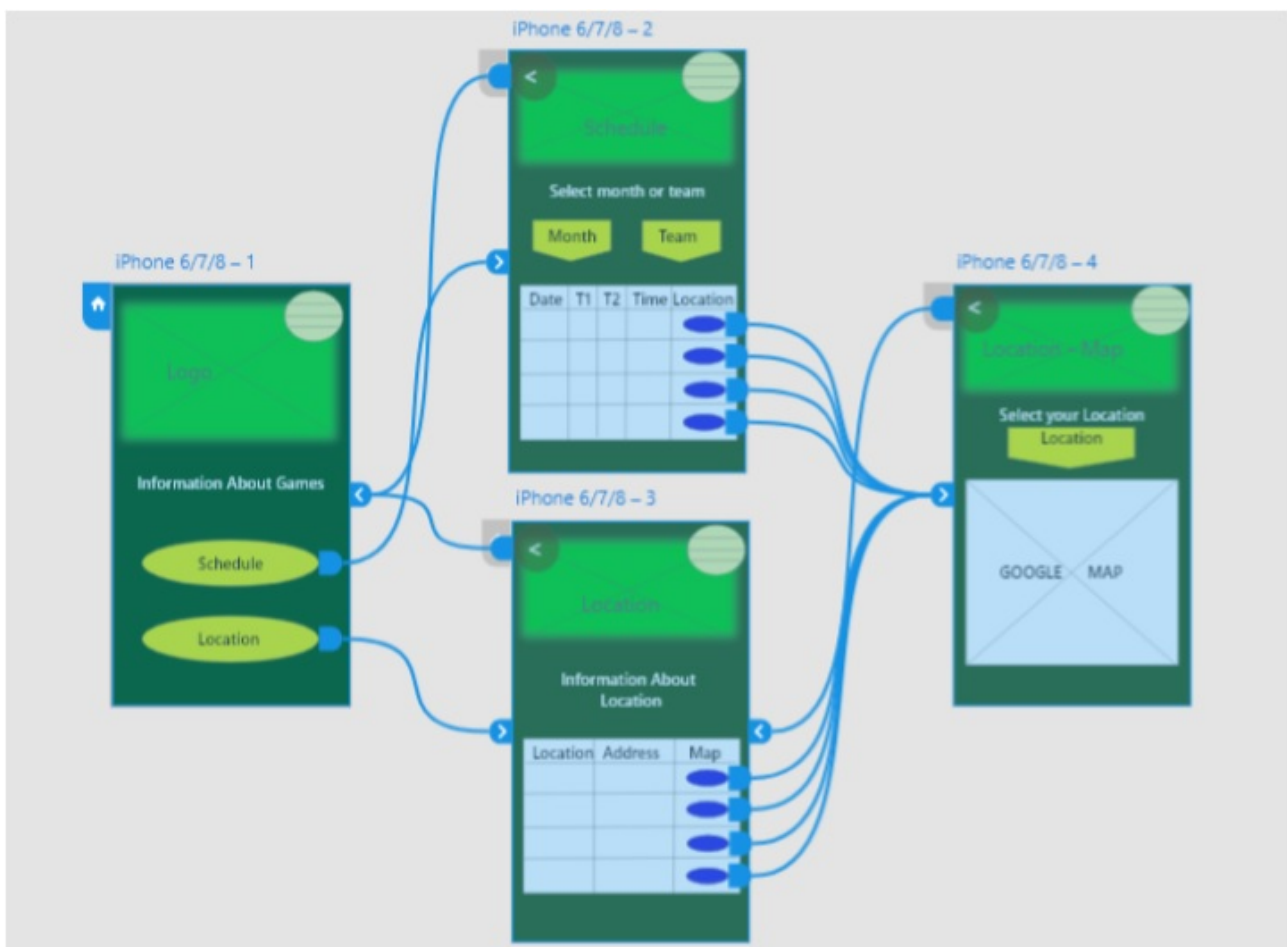 iPhone 6/7/8 – 1
Logo
Information About Games
Schedule
Location
iPhone 6/7/8 – 2
<
Schedule
Select month or team
Month Team
Date T1 T2 Time Location
iPhone 6/7/8 – 3
<
Location
Information About
Location
Location Address Map
iPhone 6/7/8 – 4
<
Location - Map
Select your Location
Location
GOOGLE MAP